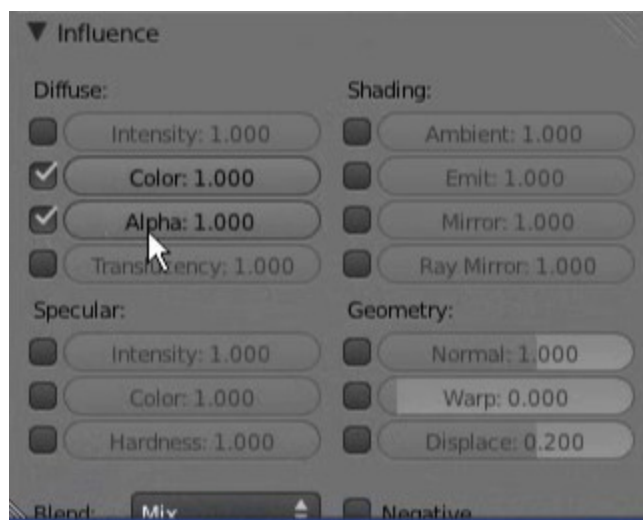 Influence
Diffuse:
Intensity: 1.000
Color: 1.000
Alpha: 1.000
Translucency: 1.000
Shading:
Ambient: 1.000
Emit: 1.000
Mirror: 1.000
Ray Mirror: 1.000
Specular:
Intensity: 1.000
Color: 1.000
Hardness: 1.000
Geometry:
Normal: 1.000
Warp: 0.000
Displace: 0.200
Blend: Mix
Negative